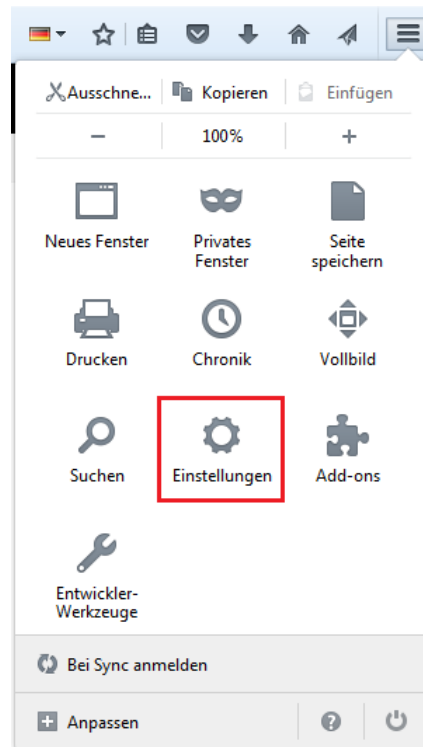 Ausschne... Kopieren Einfügen
− 100% +
Neues Fenster Privates Fenster Seite speichern
Drucken Chronik Vollbild
Suchen Einstellungen Add-ons
Entwickler-
Werkzeuge
Bei Sync anmelden
Anpassen